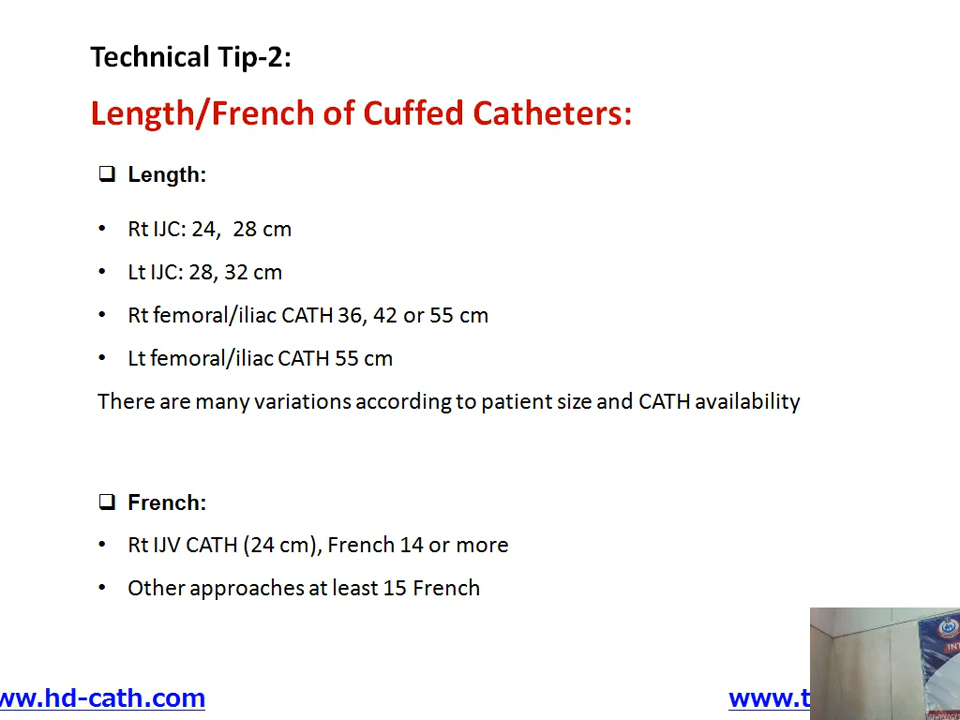 Technical Tip-2:
Length/French of Cuffed Catheters:
Length:
• Rt IJC: 24, 28 cm
• Lt IJC: 28, 32 cm
• Rt femoral/iliac CATH 36, 42 or 55 cm
• Lt femoral/iliac CATH 55 cm
There are many variations according to patient size and CATH availability
French:
• Rt IJV CATH (24 cm), French 14 or more
• Other approaches at least 15 French
ww.hd-cath.com
www.t
INT